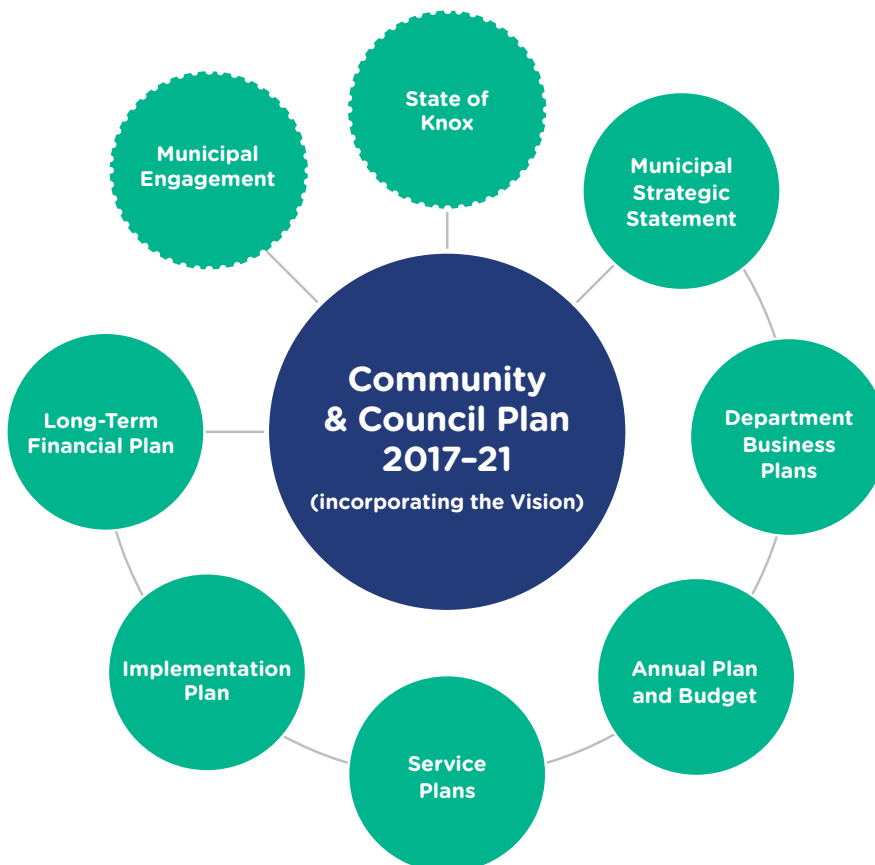 State of
Knox
Municipal
Engagement
Municipal
Strategic
Statement
Community
& Council Plan
2017–21
(incorporating the Vision)
Long-Term
Financial Plan
Department
Business
Plans
Implementation
Plan
Annual Plan
and Budget
Service
Plans